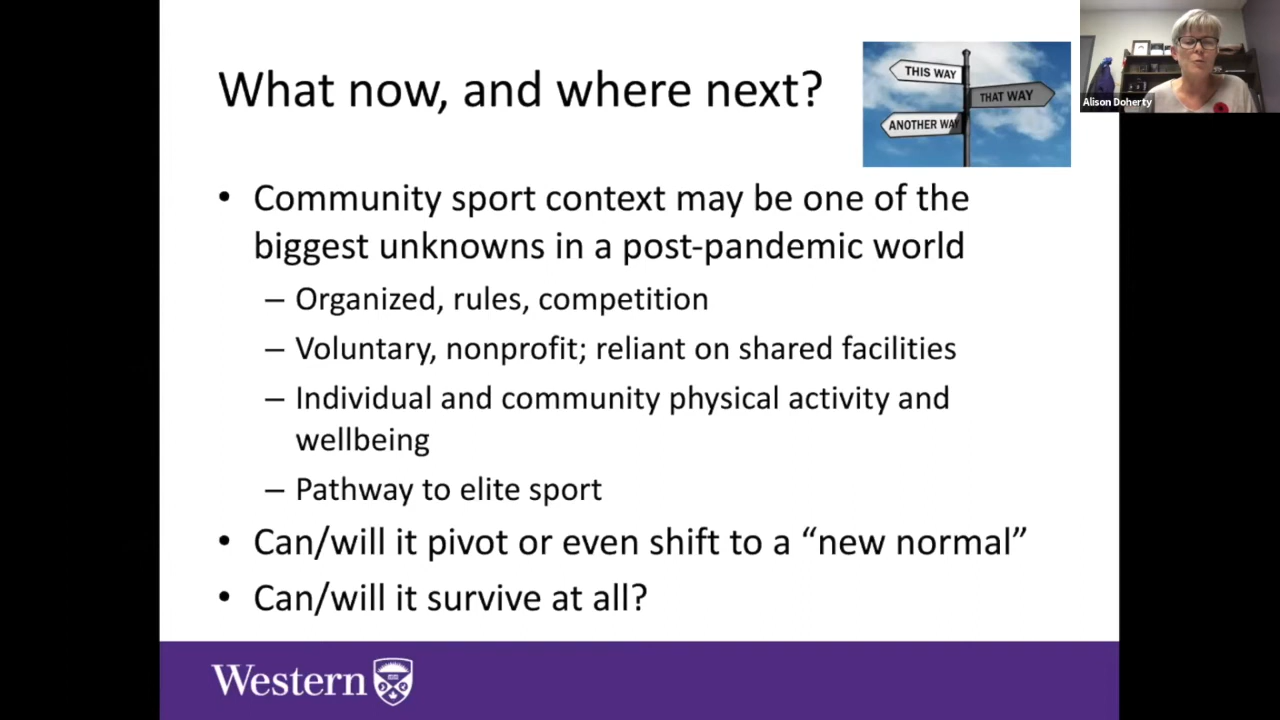 What now, and where next?
THIS WAY
THAT WAY
ANOTHER WAY
Alison Doherty
• Community sport context may be one of the
biggest unknowns in a post-pandemic world
– Organized, rules, competition
– Voluntary, nonprofit; reliant on shared facilities
– Individual and community physical activity and
wellbeing
– Pathway to elite sport
• Can/will it pivot or even shift to a “new normal”
• Can/will it survive at all?
Western